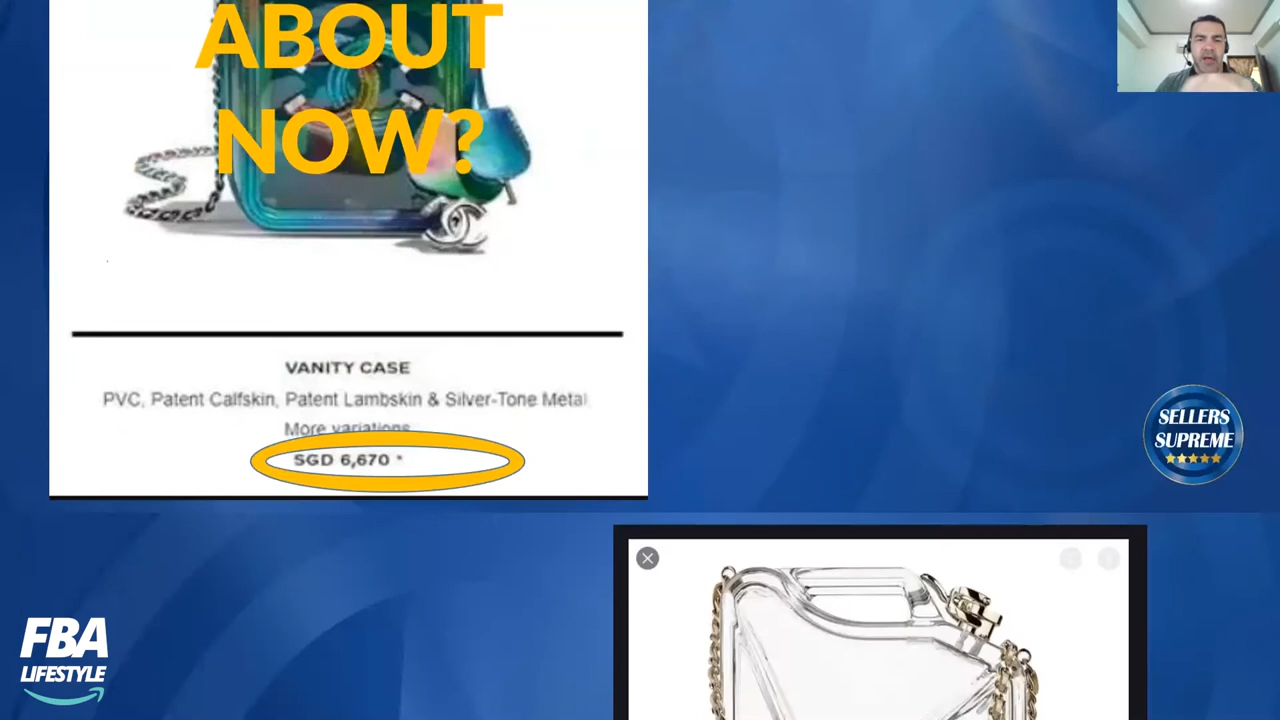 ABOUT
NOW?
VANITY CASE
PVC, Patent Calfskin, Patent Lambskin & Silver-Tone Metal
More variations
SGD 6,670 *
SELLERS
SUPREME
FBA
LIFESTYLE